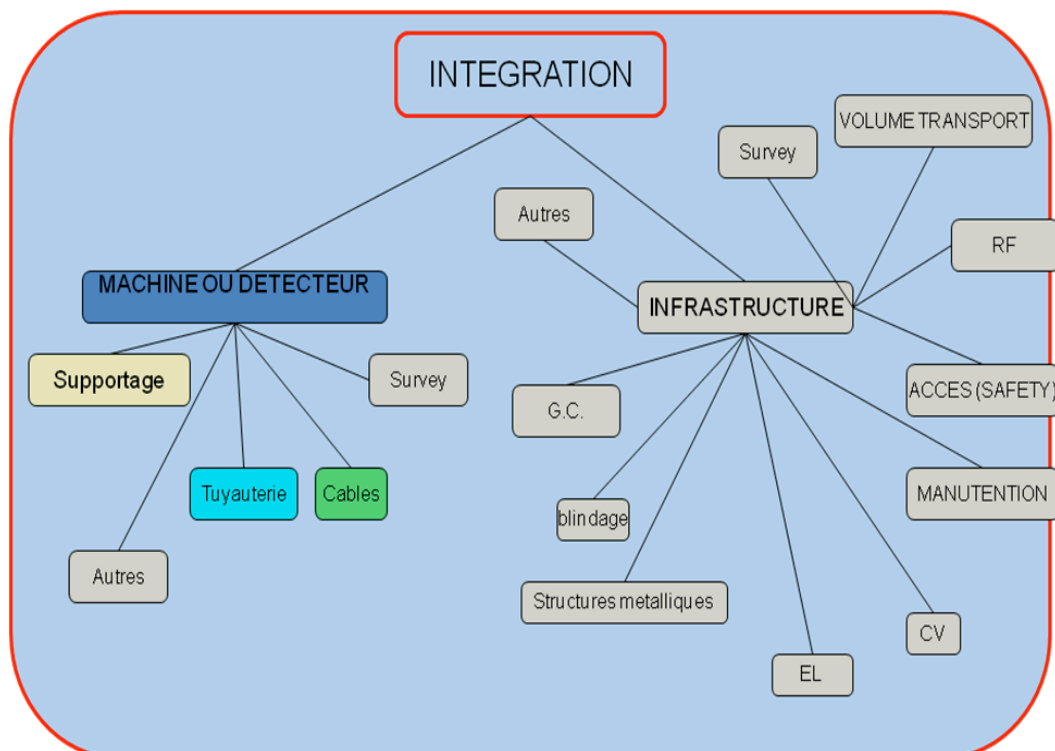 INTEGRATION
VOLUME TRANSPORT
Survey
Autres
RF
MACHINE OU DETECTEUR
INFRASTRUCTURE
Supportage
Survey
G.C.
ACCES (SAFETY)
Tuyauterie
Cables
MANUTENTION
blindage
Autres
Structures metalliques
CV
EL